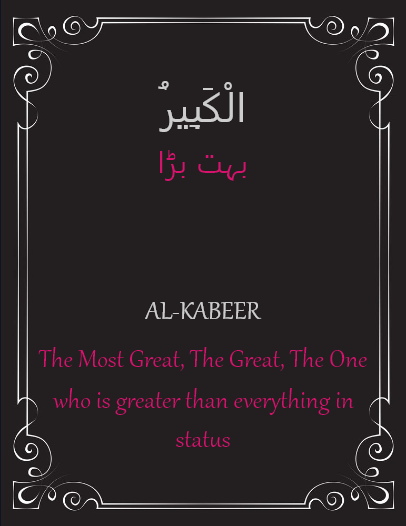 الْكَبِيرُ
بہت بڑا
AL-KABEER
The Most Great, The Great, The One
who is greater than everything in
status